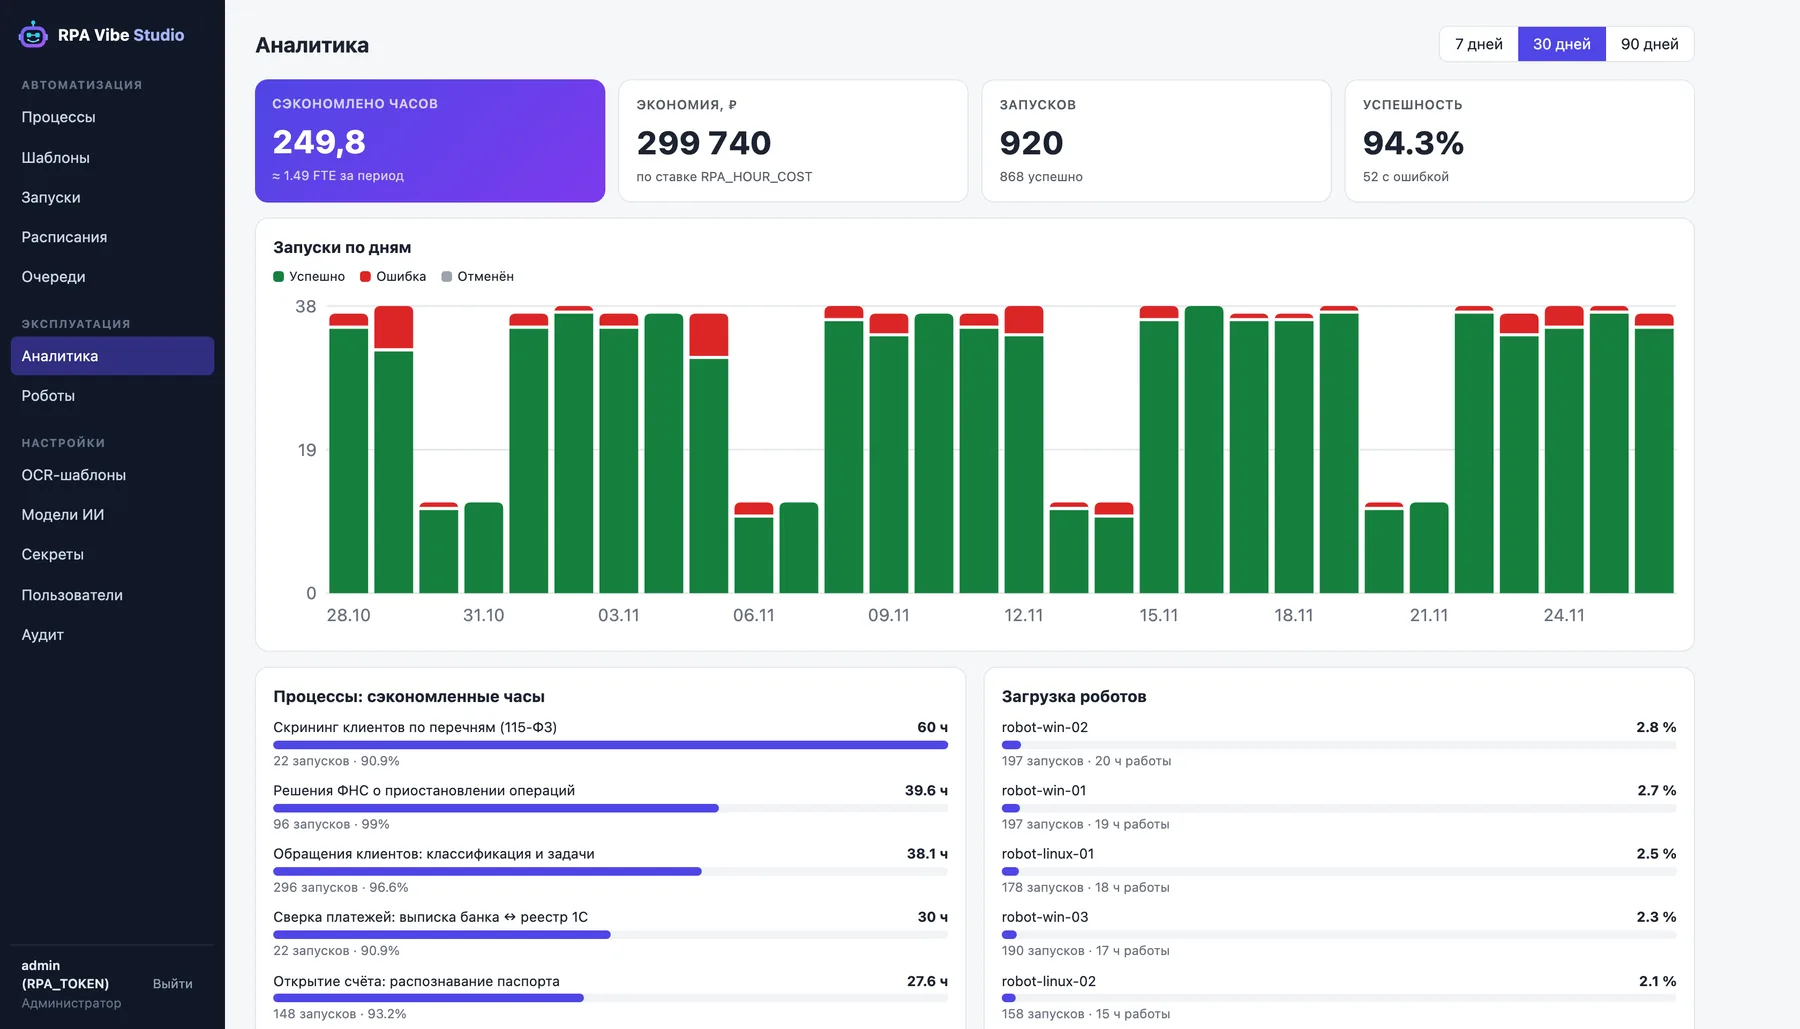 RPA Vibe Studio
АВТОМАТИЗАЦИЯ
Процессы
Шаблоны
Запуски
Расписания
Очереди
ЭКСПЛУАТАЦИЯ
Аналитика
Роботы
НАСТРОЙКИ
OCR-шаблоны
Модели ИИ
Секреты
Пользователи
Аудит
admin
(RPA_TOKEN)
Выйти
Администратор
Аналитика
7 дней
30 дней
90 дней
СЭКОНОМЛЕНО ЧАСОВ
249,8
≈ 1.49 FTE за период
ЭКОНОМИЯ, ₽
299 740
по ставке RPA_HOUR_COST
ЗАПУСКОВ
920
868 успешно
УСПЕШНОСТЬ
94.3%
52 с ошибкой
Запуски по дням
Успешно
Ошибка
Отменён
38
19
0
28.10
31.10
03.11
06.11
09.11
12.11
15.11
18.11
21.11
24.11
Процессы: сэкономленные часы
Скрининг клиентов по перечням (115-ФЗ) 60 ч
22 запусков · 90.9%
Решения ФНС о приостановлении операций 39.6 ч
96 запусков · 99%
Обращения клиентов: классификация и задачи 38.1 ч
296 запусков · 96.6%
Сверка платежей: выписка банка ↔ реестр 1С 30 ч
22 запусков · 90.9%
Открытие счёта: распознавание паспорта 27.6 ч
148 запусков · 93.2%
Загрузка роботов
robot-win-02 2.8 %
197 запусков · 20 ч работы
robot-win-01 2.7 %
197 запусков · 19 ч работы
robot-linux-01 2.5 %
178 запусков · 18 ч работы
robot-win-03 2.3 %
190 запусков · 17 ч работы
robot-linux-02 2.1 %
158 запусков · 15 ч работы